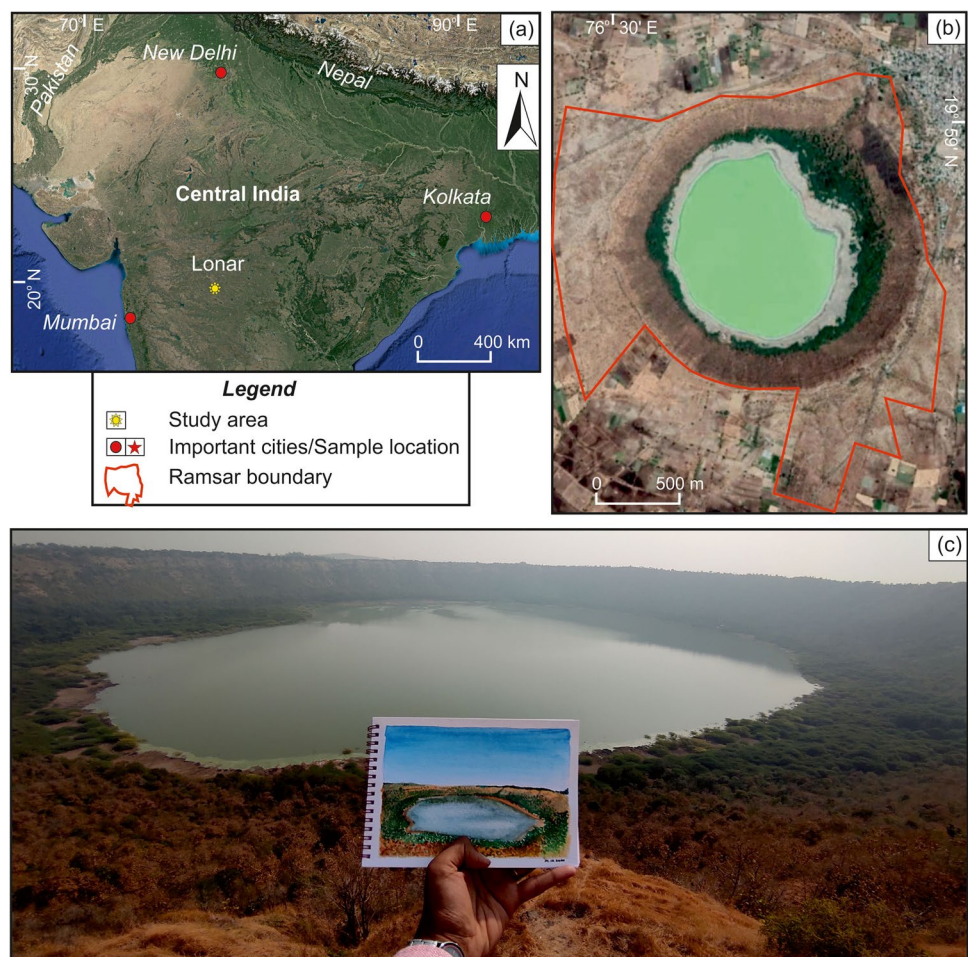 70° E
90° E
(a)
New Delhi
30° N
Pakistan
Nepal
N
Central India
Kolkata
Lonar
20° N
Mumbai
0
400 km
Legend
Study area
Important cities/Sample location
Ramsar boundary
76° 30' E
(b)
19° 59' N
0
500 m
(c)